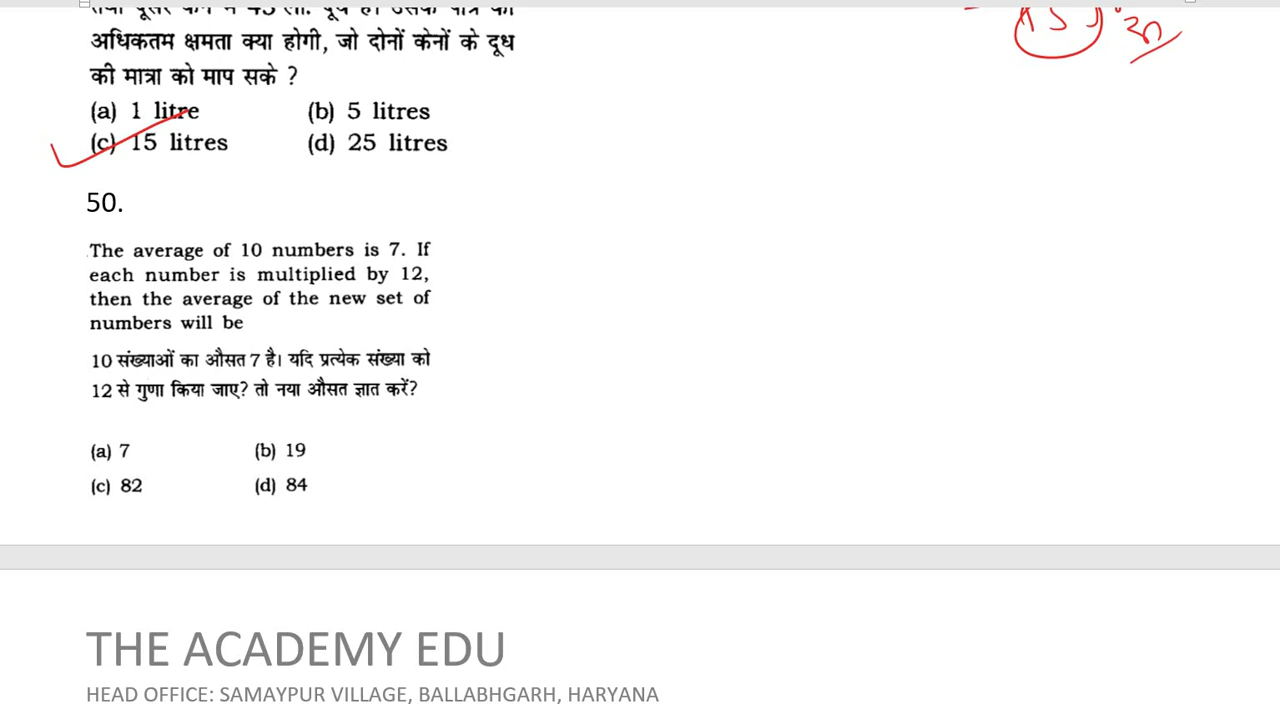 अधिकतम क्षमता क्या होगी, जो दोनों केनों के दूध
की मात्रा को माप सके ?
(a) 1 litre (b) 5 litres
(c) 15 litres (d) 25 litres
50.
The average of 10 numbers is 7. If
each number is multiplied by 12,
then the average of the new set of
numbers will be
10 संख्याओं का औसत 7 है। यदि प्रत्येक संख्या को
12 से गुणा किया जाए? तो नया औसत ज्ञात करें?
(a) 7 (b) 19
(c) 82 (d) 84
THE ACADEMY EDU
HEAD OFFICE: SAMAYPUR VILLAGE, BALLABHGARH, HARYANA